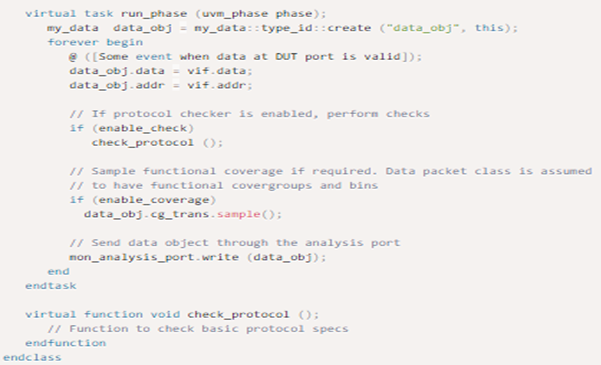 virtual task run_phase (uvm_phase phase);
my_data data_obj = my_data::type_id::create ("data_obj", this);
forever begin
@ ([Some event when data at DUT port is valid]);
data_obj.data = vif.data;
data_obj.addr = vif.addr;
// If protocol checker is enabled, perform checks
if (enable_check)
check_protocol ();
// Sample functional coverage if required. Data packet class is assumed
// to have functional covergroups and bins
if (enable_coverage)
data_obj.cg_trans.sample();
// Send data object through the analysis port
mon_analysis_port.write (data_obj);
end
endtask
virtual function void check_protocol ();
// Function to check basic protocol specs
endfunction
endclass